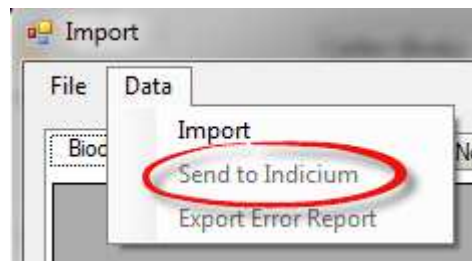 Import
File Data
Import
Send to Indicium
Export Error Report